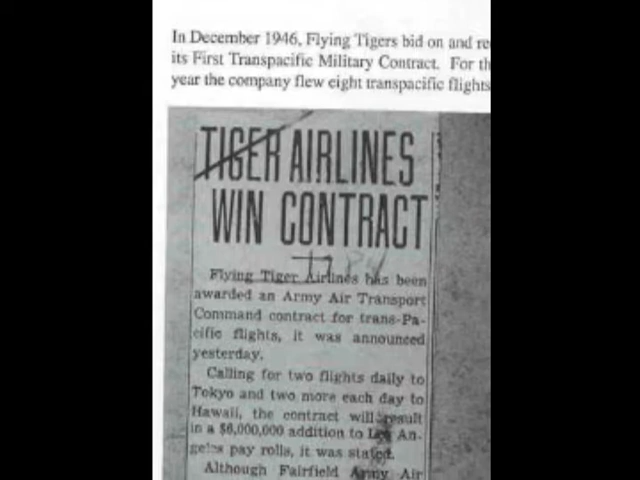 In December 1946, Flying Tigers bid on and re
its First Transpacific Military Contract. For th
year the company flew eight transpacific flights
TIGER AIRLINES
WIN CONTRACT
Flying Tiger Airlines has been
awarded an Army Air Transport
Command contract for trans-Pa-
cific flights, it was announced
yesterday.
Calling for two flights daily to
Tokyo and two more each day to
Hawaii, the contract will result
in a $6,000,000 addition to Los An-
geles pay rolls, it was stated.
Although Fairfield Army Air